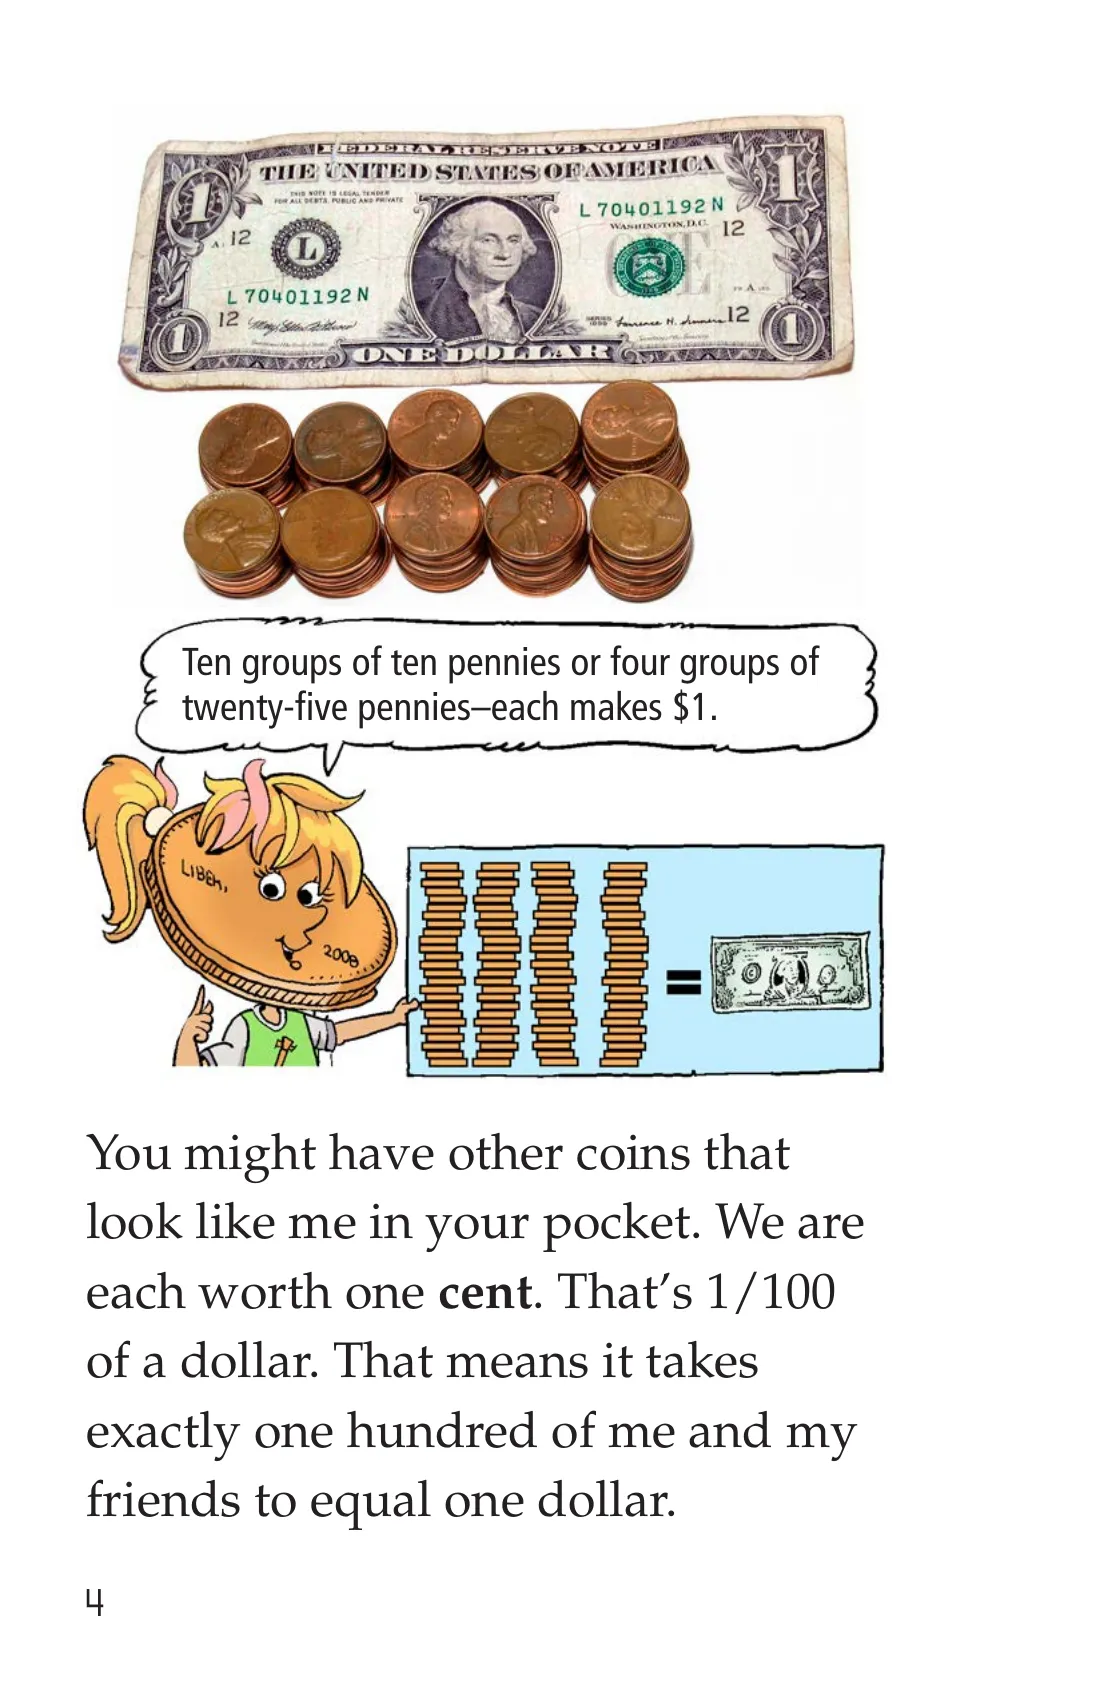 FEDERAL RESERVE NOTE
THE UNITED STATES OF AMERICA
1
1
THIS NOTE IS LEGAL TENDER
FOR ALL DEBTS, PUBLIC AND PRIVATE
L 70401192 N
WASHINGTON, D.C.
12
12
L
L 70401192 N
12
12
SERIES
ONE DOLLAR
1
1
Ten groups of ten pennies or four groups of
twenty-five pennies–each makes $1.
LIBER,
2008
=
You might have other coins that
look like me in your pocket. We are
each worth one cent. That’s 1/100
of a dollar. That means it takes
exactly one hundred of me and my
friends to equal one dollar.
4